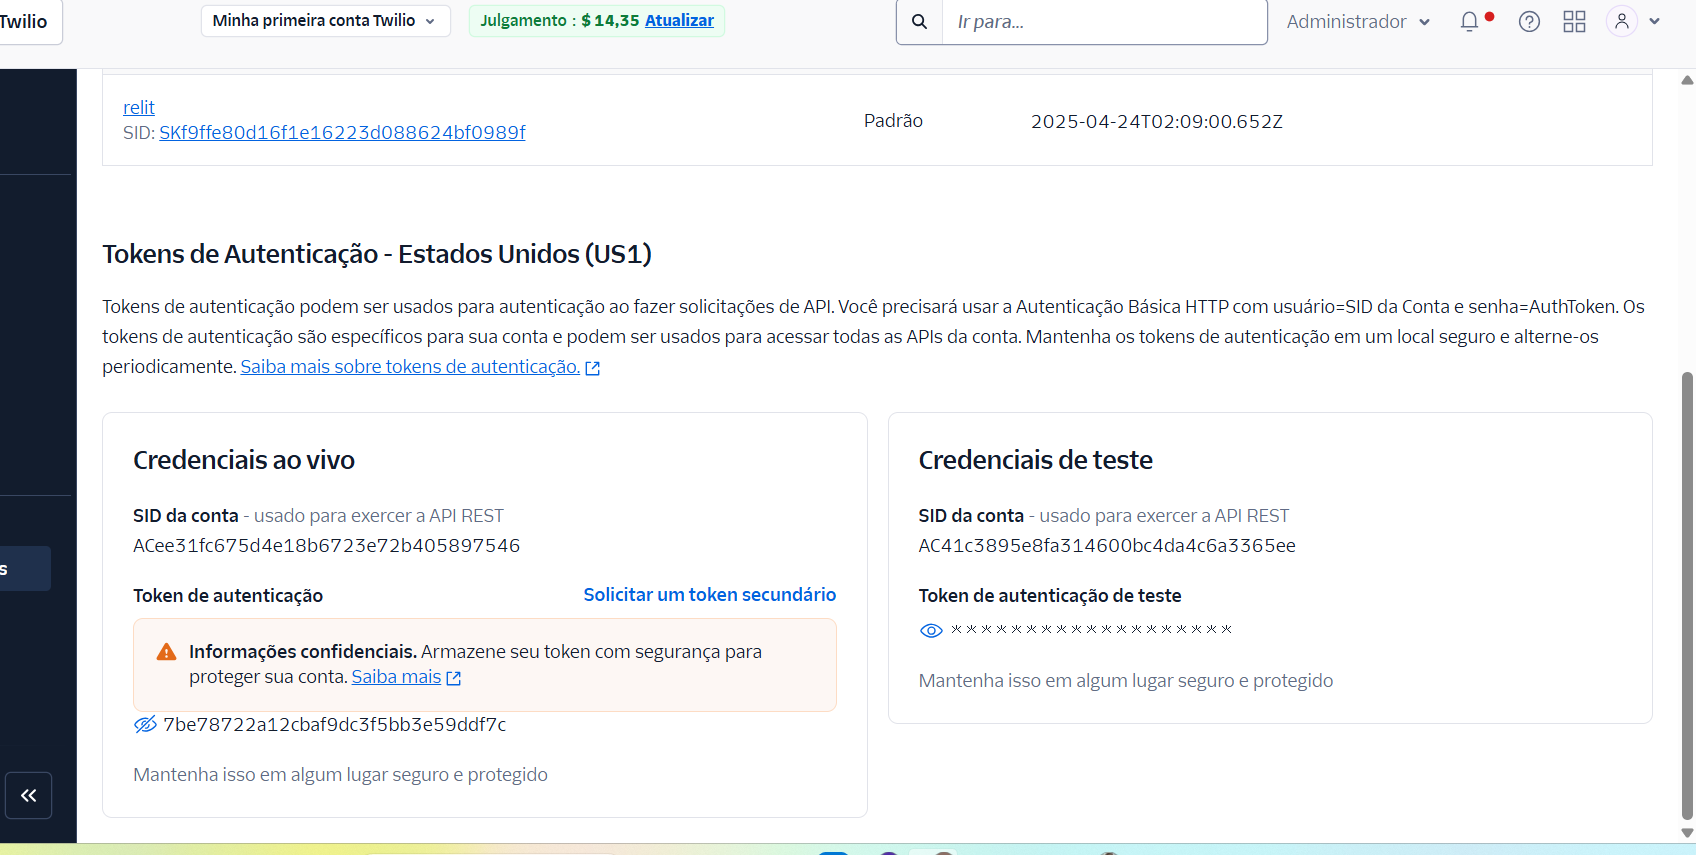 Twilio
Minha primeira conta Twilio
Julgamento : $ 14,35 Atualizar
Ir para...
Administrador
relit
SID: SKf9ffe80d16f1e16223d088624bf0989f
Padrão
2025-04-24T02:09:00.652Z
Tokens de Autenticação - Estados Unidos (US1)
Tokens de autenticação podem ser usados para autenticação ao fazer solicitações de API. Você precisará usar a Autenticação Básica HTTP com usuário=SID da Conta e senha=AuthToken. Os
tokens de autenticação são específicos para sua conta e podem ser usados para acessar todas as APIs da conta. Mantenha os tokens de autenticação em um local seguro e alterne-os
periodicamente. Saiba mais sobre tokens de autenticação.
Credenciais ao vivo
SID da conta - usado para exercer a API REST
ACee31fc675d4e18b6723e72b405897546
Token de autenticação
Solicitar um token secundário
Informações confidenciais. Armazene seu token com segurança para
proteger sua conta. Saiba mais
7be78722a12cbaf9dc3f5bb3e59ddf7c
Mantenha isso em algum lugar seguro e protegido
Credenciais de teste
SID da conta - usado para exercer a API REST
AC41c3895e8fa314600bc4da4c6a3365ee
Token de autenticação de teste
*******************
Mantenha isso em algum lugar seguro e protegido
s